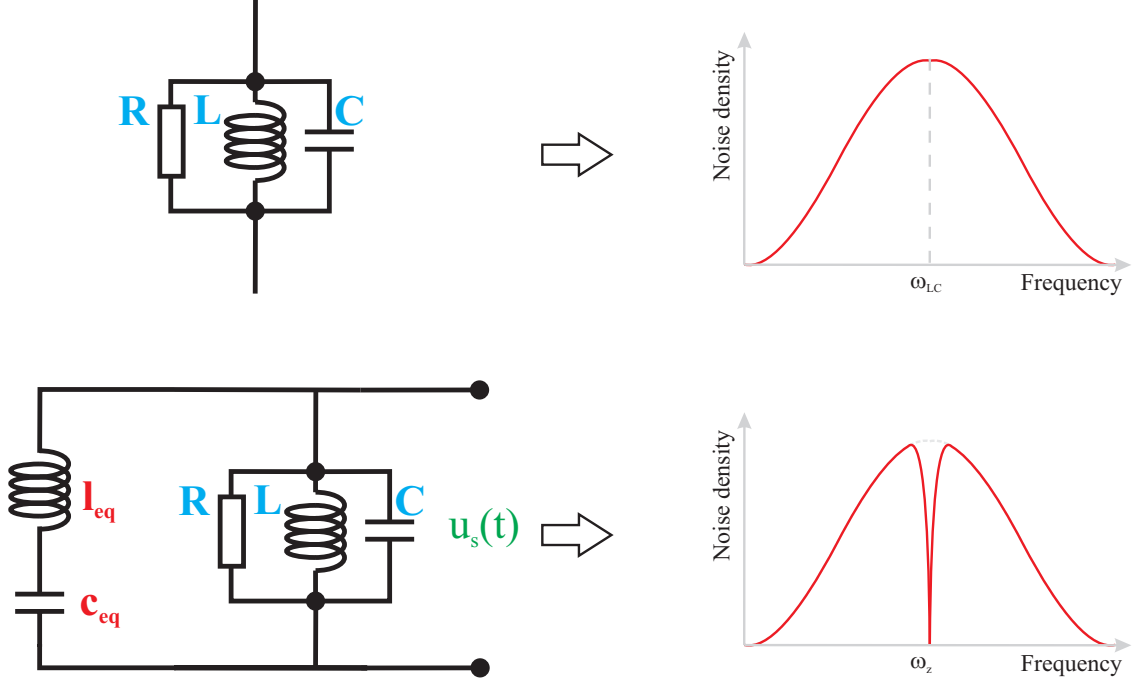 R L C
Noise density
ω_LC Frequency
l_eq
c_eq
R L C
u_s(t)
Noise density
ω_z Frequency